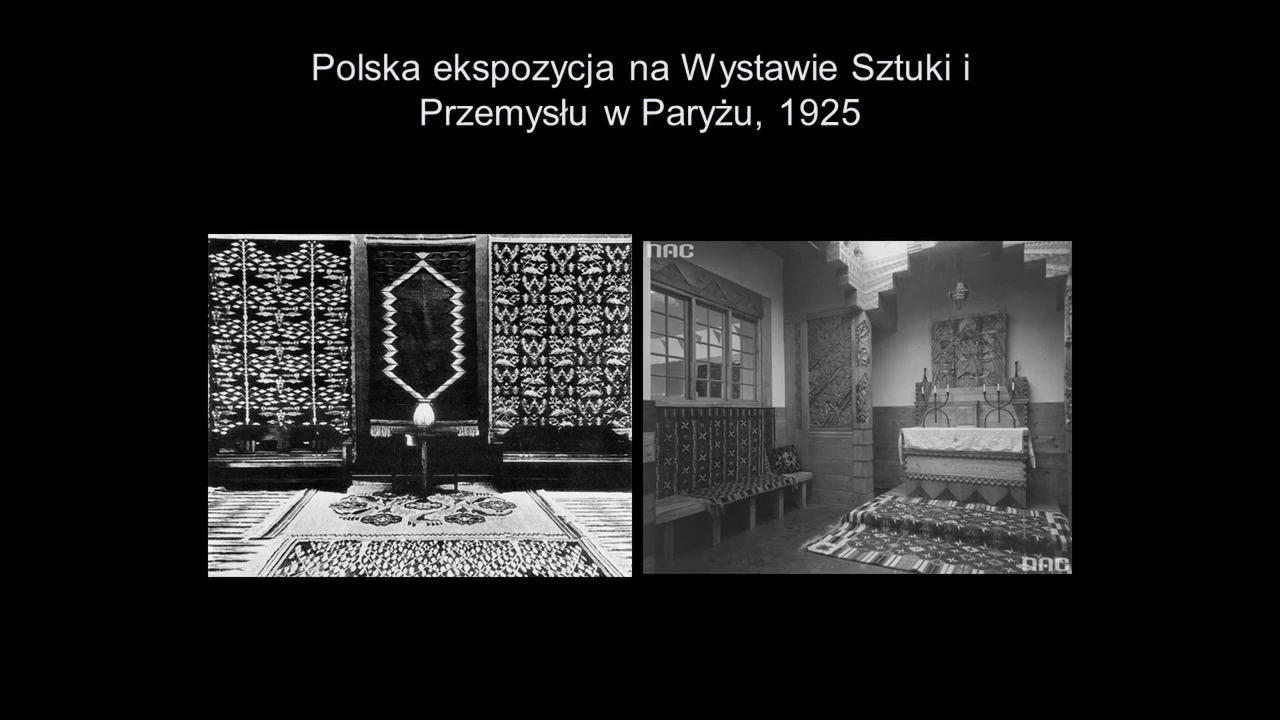 Polska ekspozycja na Wystawie Sztuki i
Przemysłu w Paryżu, 1925
NAC
NAC